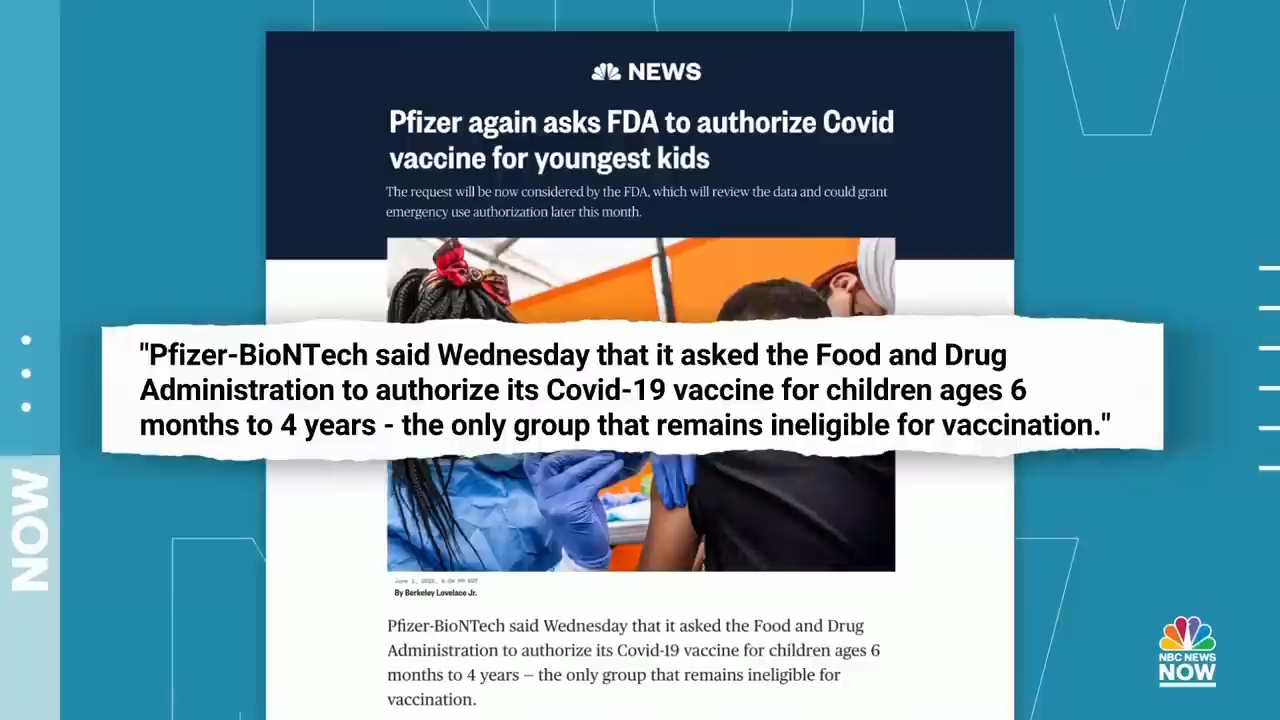 NEWS
Pfizer again asks FDA to authorize Covid
vaccine for youngest kids
The request will be now considered by the FDA, which will review the data and could grant
emergency use authorization later this month.
"Pfizer-BioNTech said Wednesday that it asked the Food and Drug
Administration to authorize its Covid-19 vaccine for children ages 6
months to 4 years - the only group that remains ineligible for vaccination."
June 1, 2022,
By Berkeley Lovelace Jr.
Pfizer-BioNTech said Wednesday that it asked the Food and Drug
Administration to authorize its Covid-19 vaccine for children ages 6
months to 4 years — the only group that remains ineligible for
vaccination.
NOW
NBC NEWS
NOW